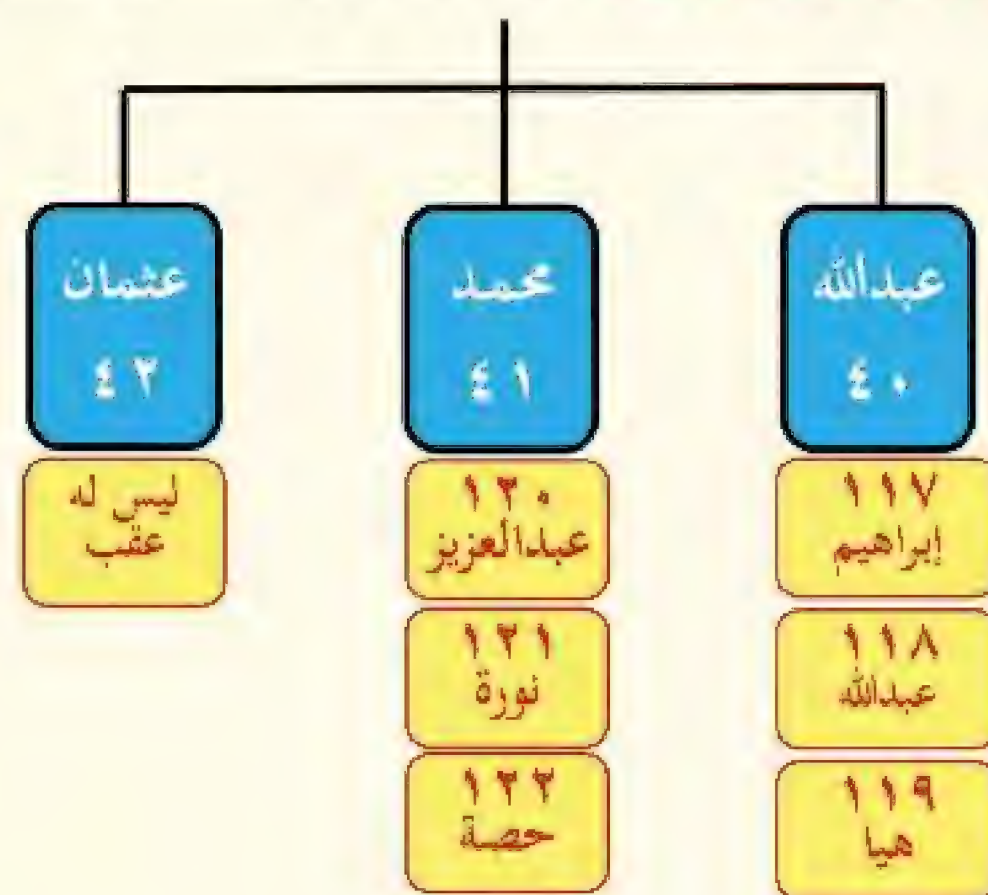 عبدالله
٤٠
محمد
٤١
عثمان
٤٢
١١٧
إبراهيم
١١٨
عبدالله
١١٩
هيا
١٢٠
عبدالعزيز
١٢١
نورة
١٢٢
حصة
ليس له
عقب